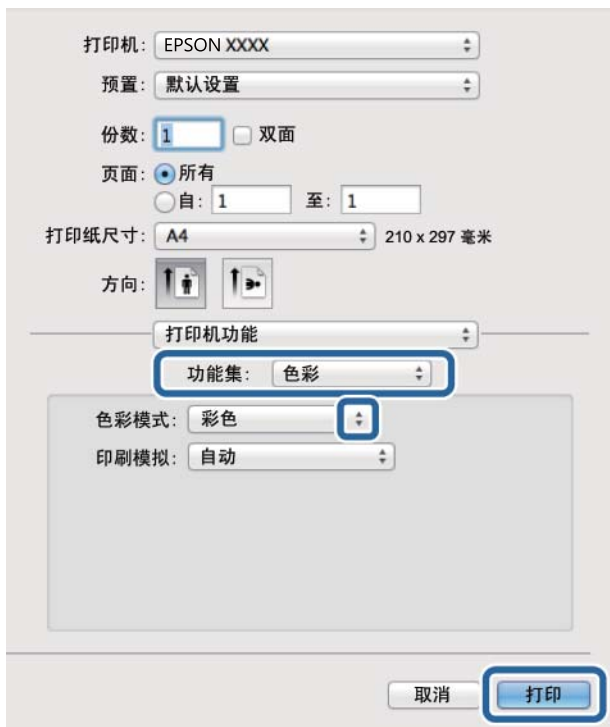 打印机: EPSON XXXX
预置: 默认设置
份数: 1 双面
页面: 所有
自: 1 至: 1
打印纸尺寸: A4 210 x 297 毫米
方向:
打印机功能
功能集: 色彩
色彩模式: 彩色
印刷模拟: 自动
取消 打印